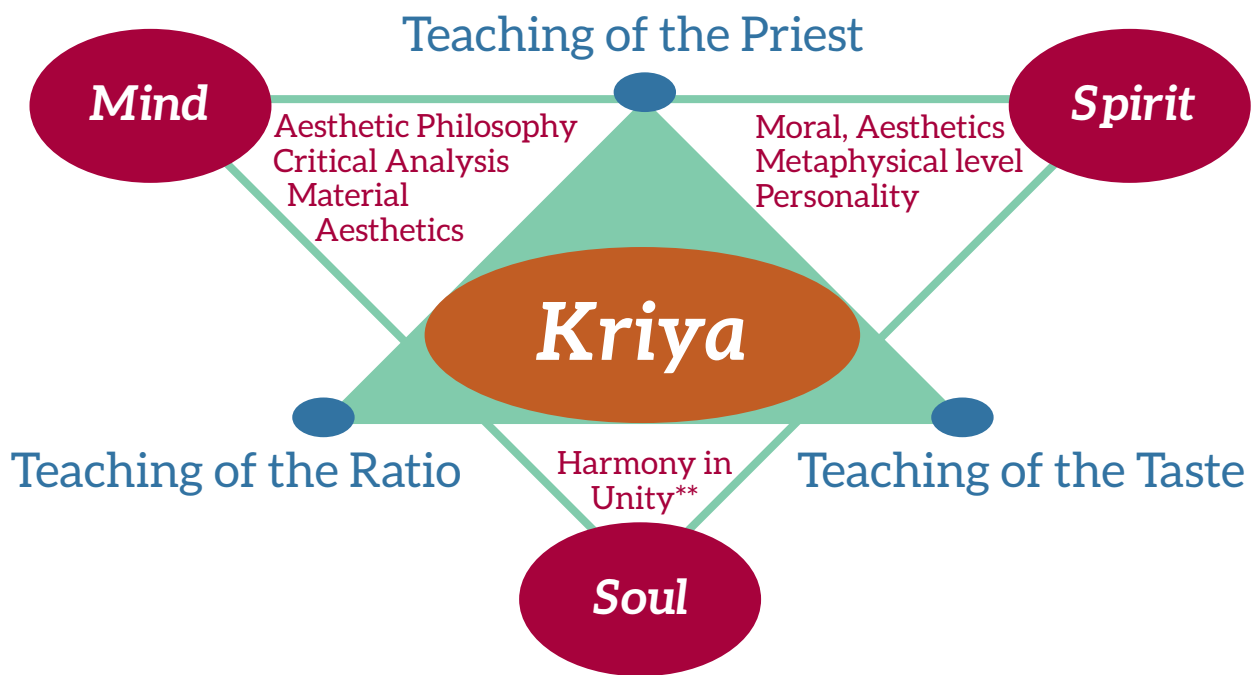 Teaching of the Priest
Mind
Spirit
Aesthetic Philosophy
Critical Analysis
Material
Aesthetics
Moral, Aesthetics
Metaphysical level
Personality
Kriya
Teaching of the Ratio
Harmony in
Unity**
Teaching of the Taste
Soul